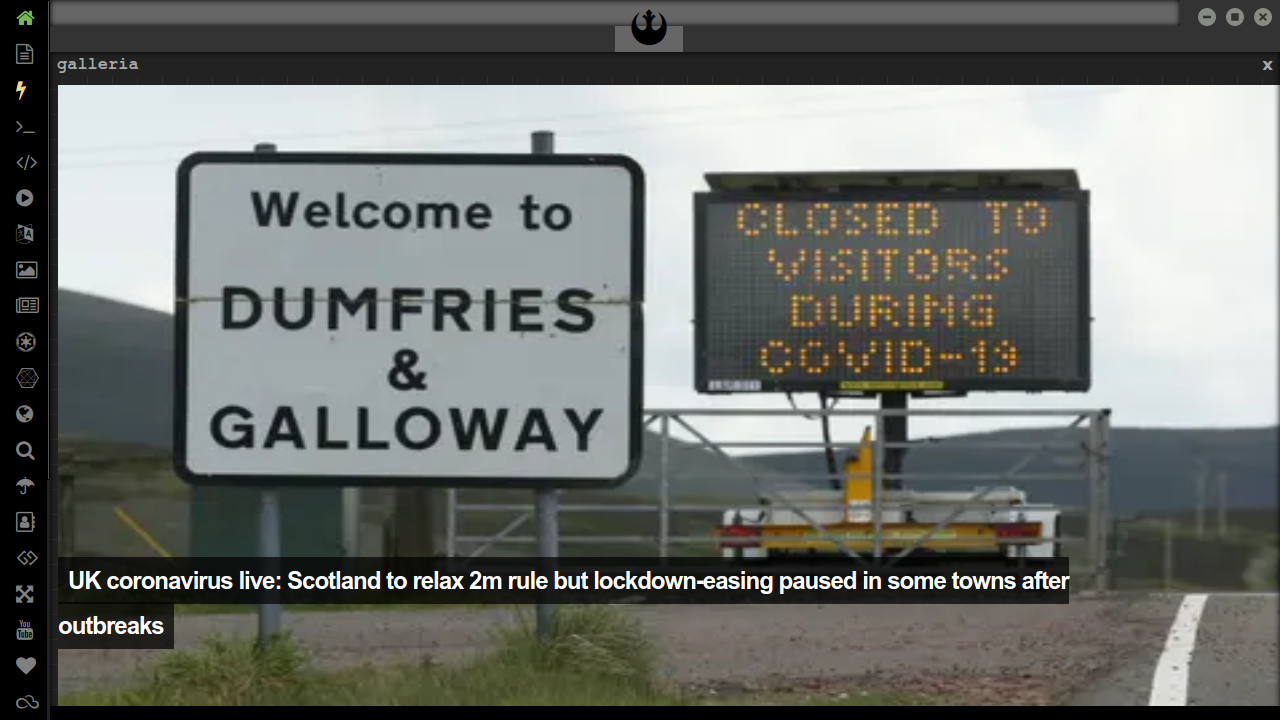 galleria x
Welcome to
DUMFRIES
&
GALLOWAY
CLOSED TO
VISITORS
DURING
COVID-19
UK coronavirus live: Scotland to relax 2m rule but lockdown-easing paused in some towns after
outbreaks